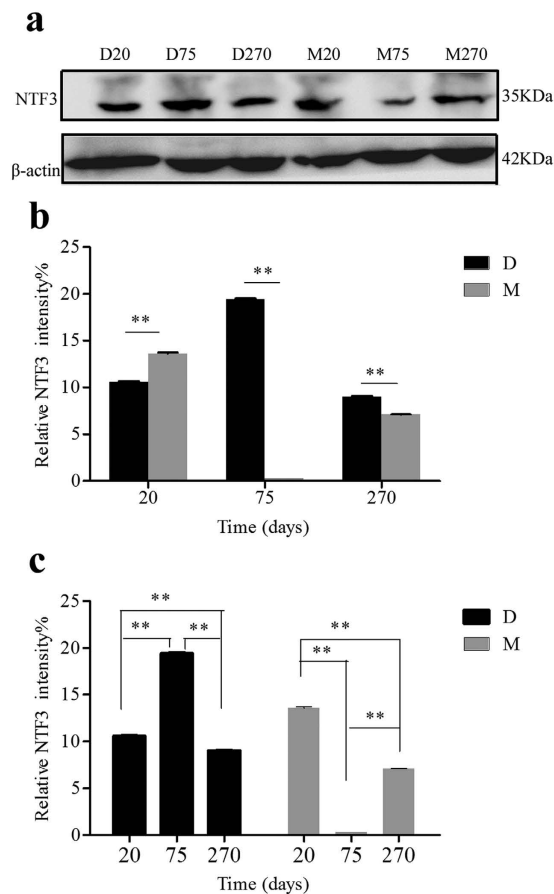 a
D20 D75 D270 M20 M75 M270
NTF3 35KDa
β-actin 42KDa
b
Relative NTF3 intensity%
25
20
15
10
5
0
** ** **
D
M
20 75 270
Time (days)
c
Relative NTF3 intensity%
25
20
15
10
5
0
** **
** ** **
**
D
M
20 75 270 20 75 270
Time (days)